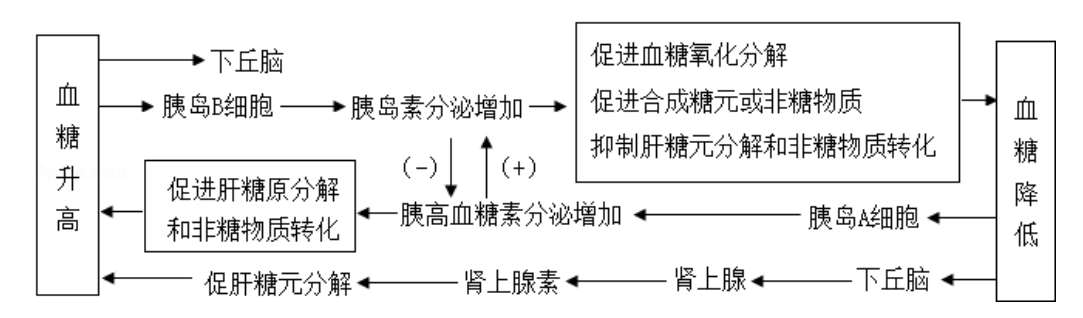 血糖升高
下丘脑
胰岛B细胞
胰岛素分泌增加
促进血糖氧化分解
促进合成糖元或非糖物质
抑制肝糖元分解和非糖物质转化
血糖降低
(-)
(+)
促进肝糖原分解
和非糖物质转化
胰高血糖素分泌增加
胰岛A细胞
促肝糖元分解
肾上腺素
肾上腺
下丘脑